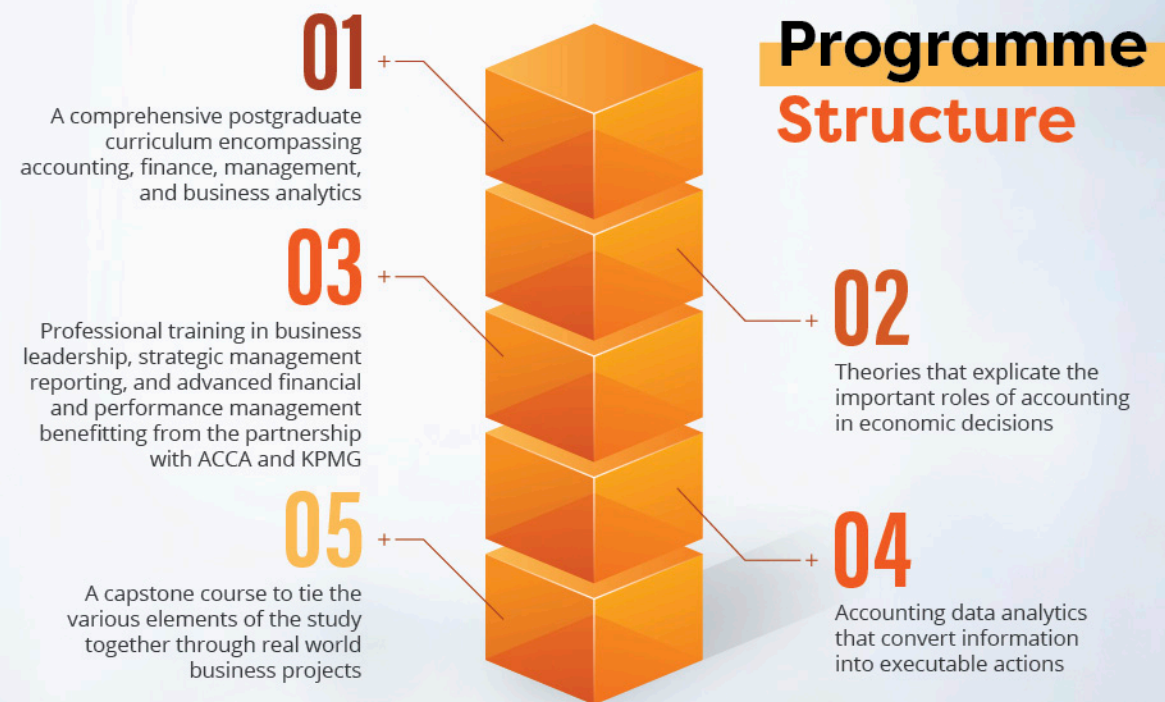 Programme
Structure
01
A comprehensive postgraduate
curriculum encompassing
accounting, finance, management,
and business analytics
02
Theories that explicate the
important roles of accounting
in economic decisions
03
Professional training in business
leadership, strategic management
reporting, and advanced financial
and performance management
benefitting from the partnership
with ACCA and KPMG
04
Accounting data analytics
that convert information
into executable actions
05
A capstone course to tie the
various elements of the study
together through real world
business projects